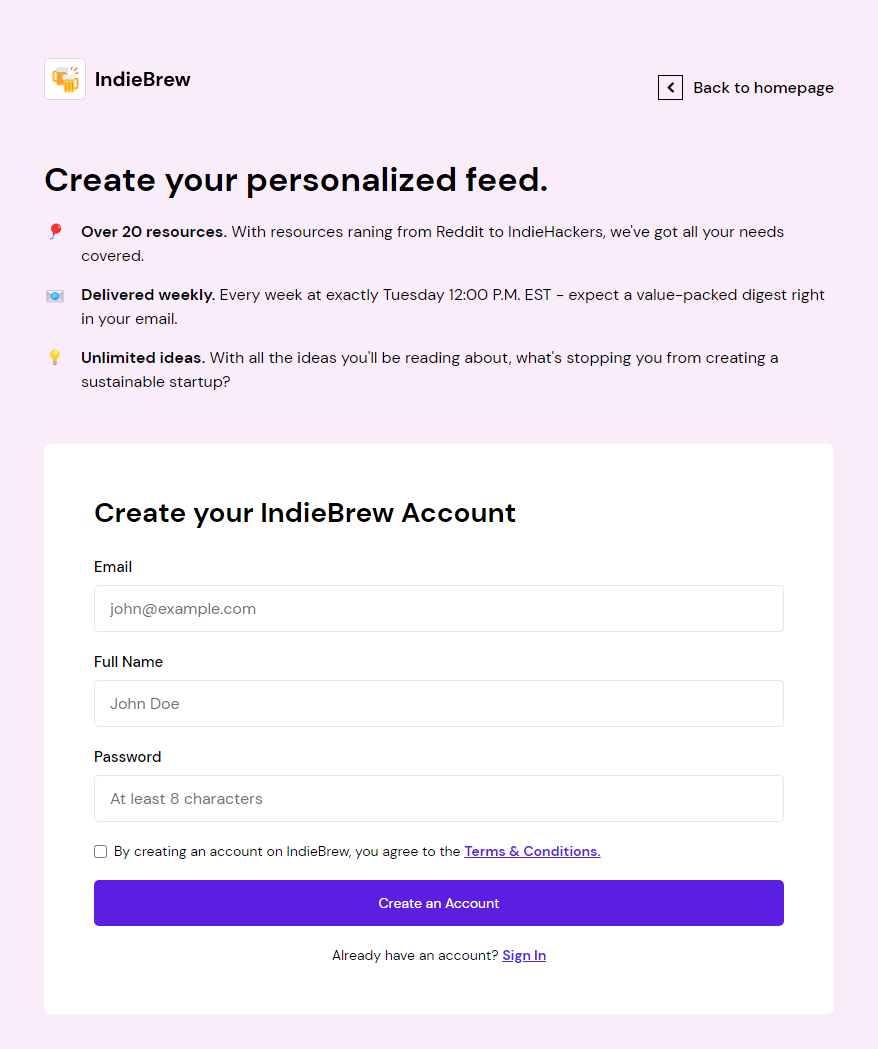 IndieBrew
Back to homepage
Create your personalized feed.
Over 20 resources. With resources raning from Reddit to IndieHackers, we've got all your needs
covered.
Delivered weekly. Every week at exactly Tuesday 12:00 P.M. EST - expect a value-packed digest right
in your email.
Unlimited ideas. With all the ideas you'll be reading about, what's stopping you from creating a
sustainable startup?
Create your IndieBrew Account
Email
john@example.com
Full Name
John Doe
Password
At least 8 characters
By creating an account on IndieBrew, you agree to the Terms & Conditions.
Create an Account
Already have an account? Sign In